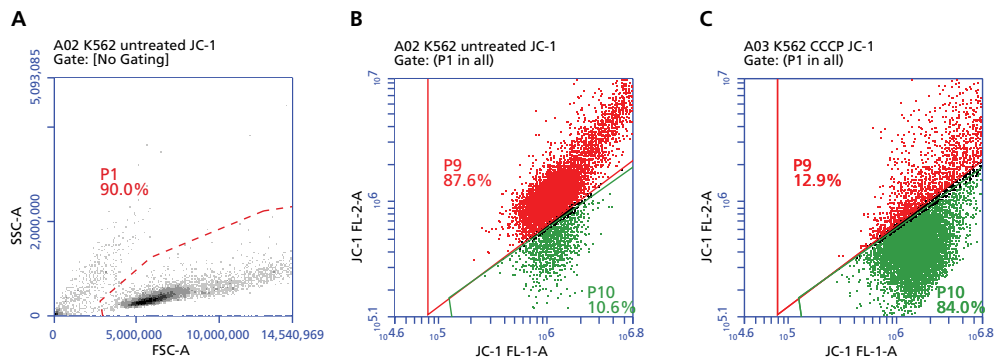 A
A02 K562 untreated JC-1
Gate: [No Gating]
5,093,085
2,000,000
0
SSC-A
P1
90.0%
0
5,000,000
10,000,000
14,540,969
FSC-A
B
A02 K562 untreated JC-1
Gate: (P1 in all)
10^7
10^6
10^5.1
JC-1 FL-2-A
P9
87.6%
P10
10.6%
10^4.6
10^5
10^6
10^6.8
JC-1 FL-1-A
C
A03 K562 CCCP JC-1
Gate: (P1 in all)
10^7
10^6
10^5.1
JC-1 FL-2-A
P9
12.9%
P10
84.0%
10^4.6
10^5
10^6
10^6.8
JC-1 FL-1-A